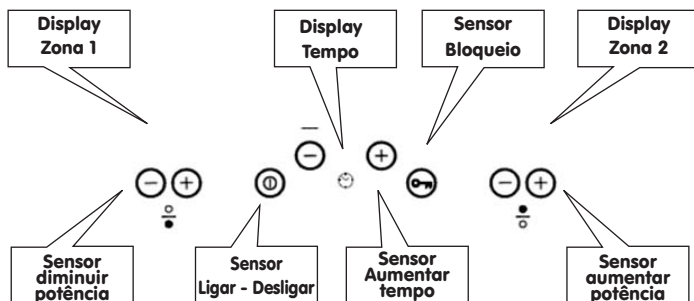 Display
Zona 1
Display
Tempo
Sensor
Bloqueio
Display
Zona 2
Sensor
diminuir
potência
Sensor
Ligar - Desligar
Sensor
Aumentar
tempo
Sensor
aumentar
potência